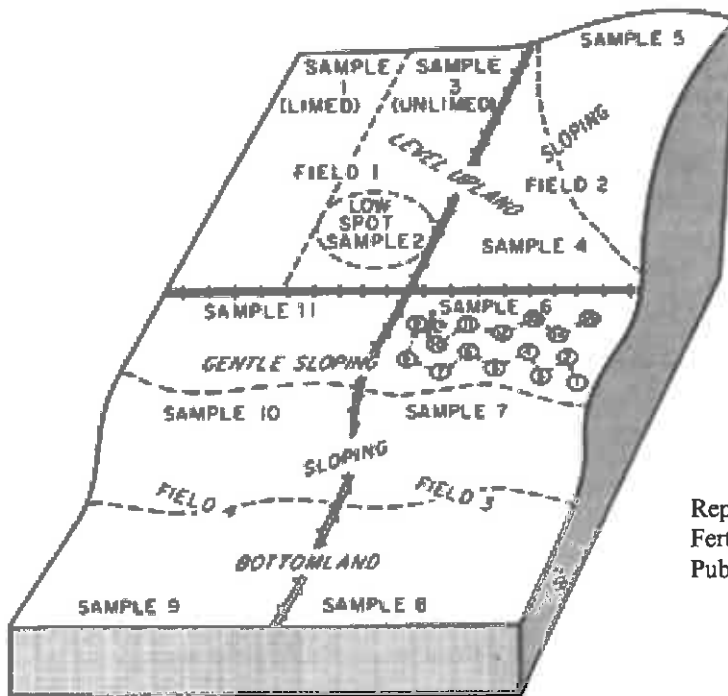 SAMPLE 5
SAMPLE
1
(LIMED)
SAMPLE
3
(UNLIMED)
SLOPING
LEVEL UPLAND
FIELD 1
FIELD 2
LOW
SPOT
SAMPLE 2
SAMPLE 4
SAMPLE 11
SAMPLE 6
GENTLE SLOPING
SAMPLE 10
SAMPLE 7
SLOPING
FIELD 4
FIELD 3
Rep
Fert
Pub
BOTTOMLAND
SAMPLE 9
SAMPLE 8